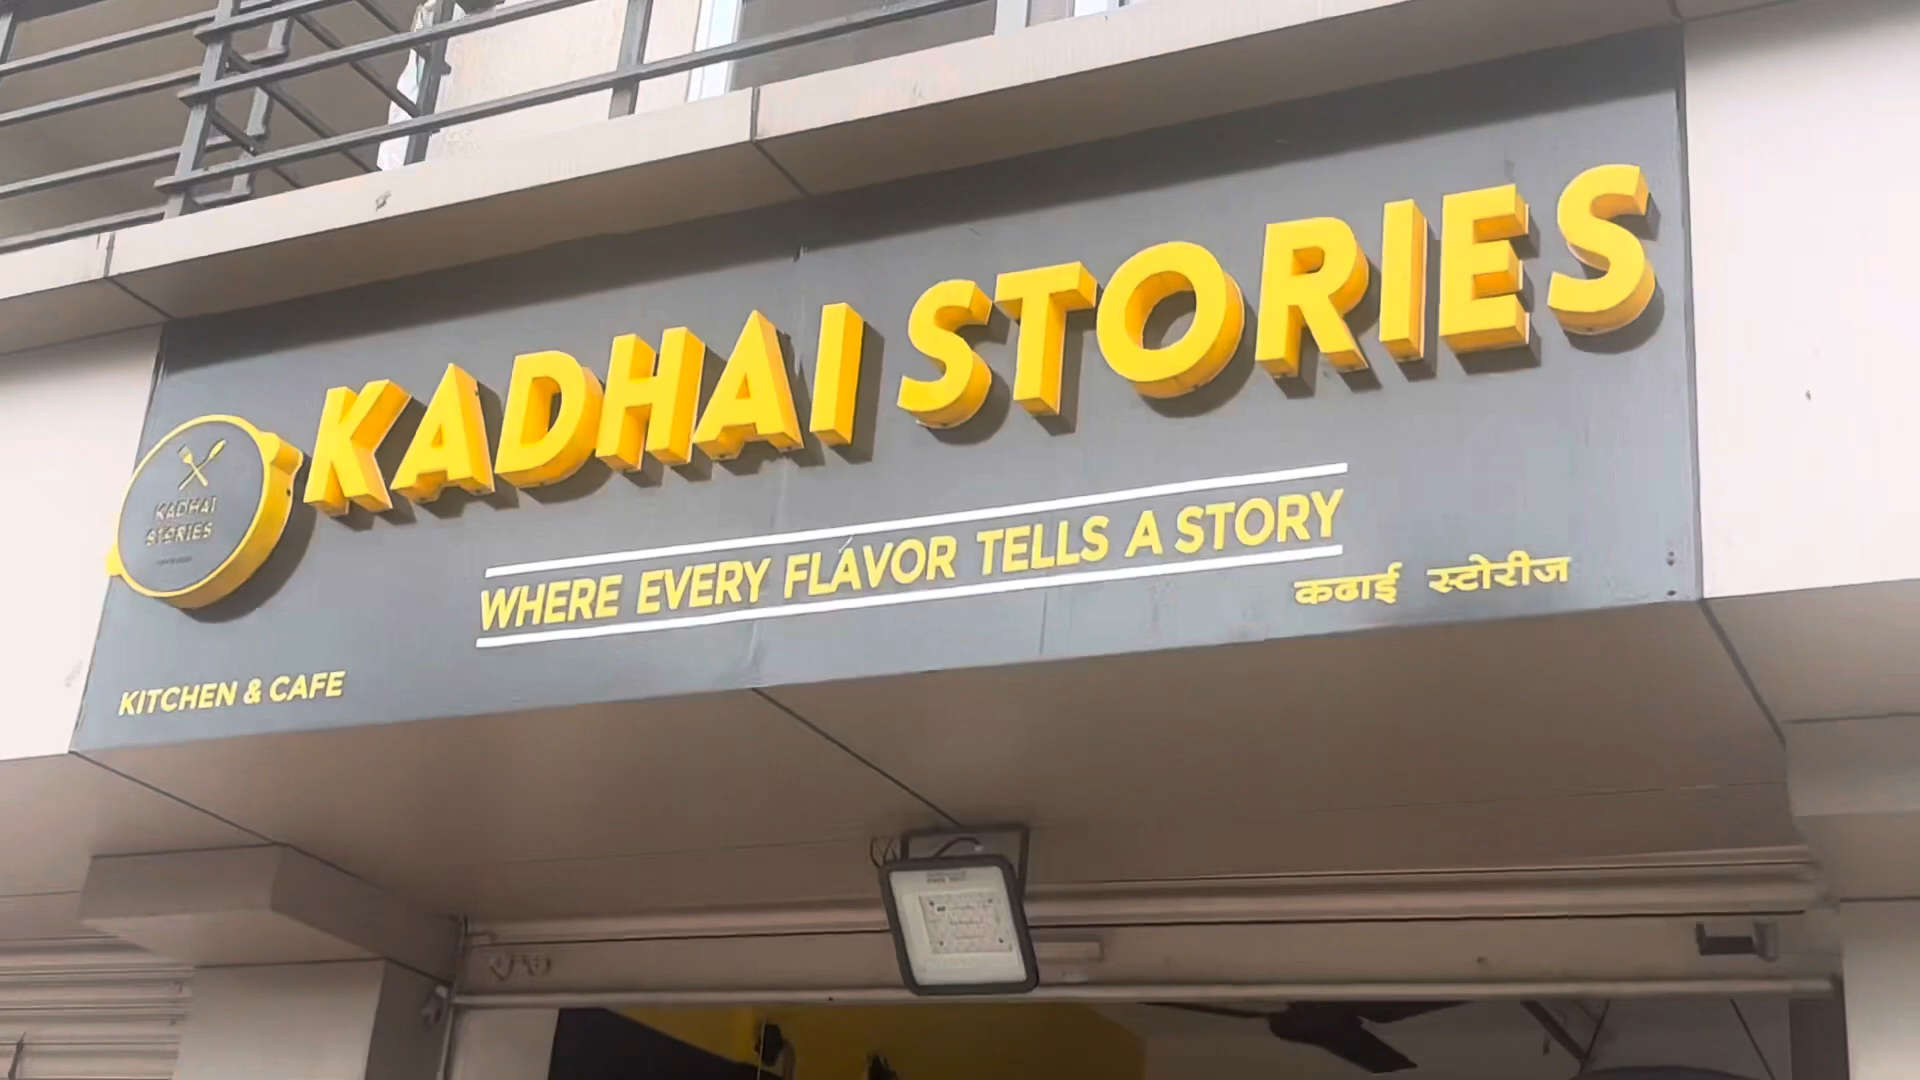 KADHAI STORIES
KADHAI
STORIES
WHERE EVERY FLAVOR TELLS A STORY
कढाई स्टोरीज
KITCHEN & CAFE